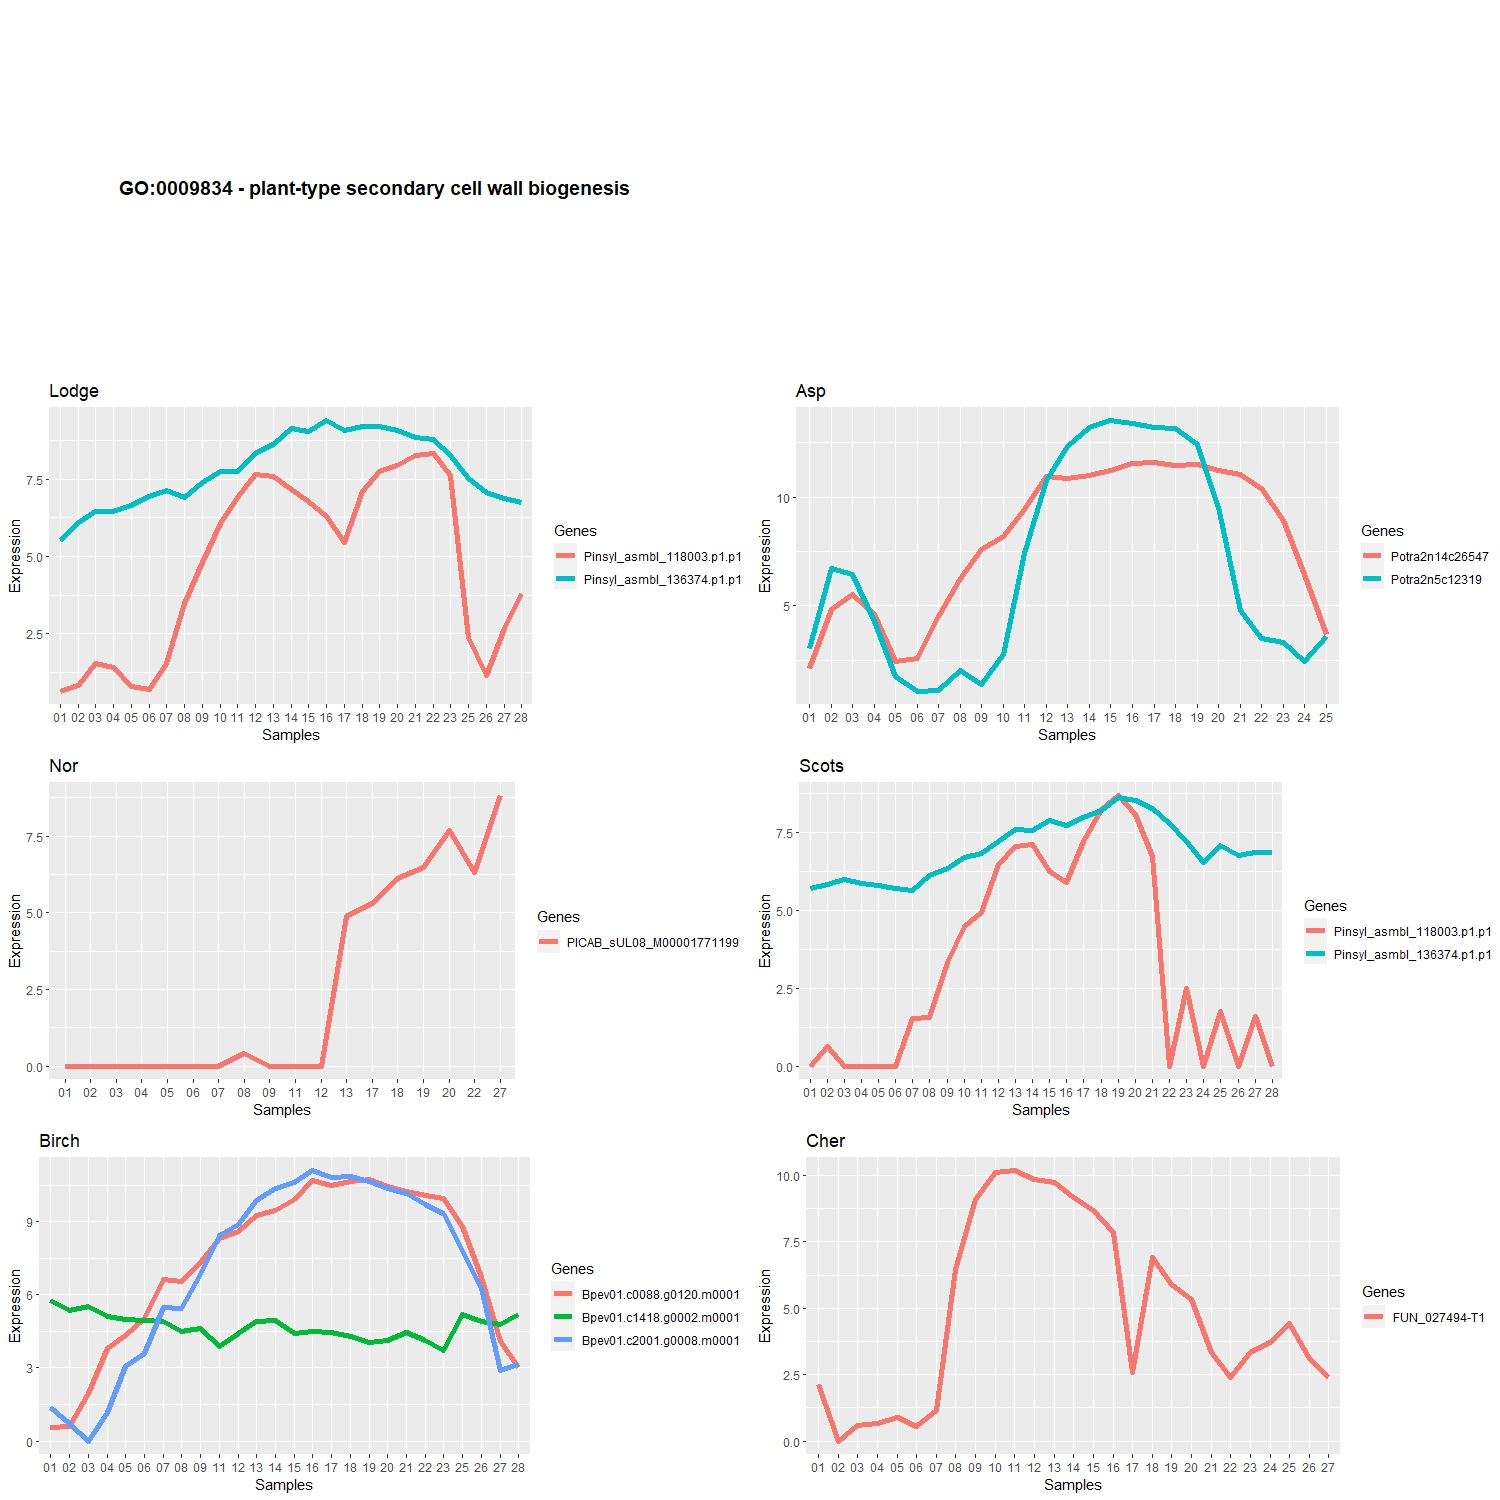 GO:0009834 - plant-type secondary cell wall biogenesis
Lodge
Expression
7.5
5.0
2.5
01 02 03 04 05 06 07 08 09 10 11 12 13 14 15 16 17 18 19 20 21 22 23 25 26 27 28
Samples
Genes
Pinsyl_asmbl_118003.p1.p1
Pinsyl_asmbl_136374.p1.p1
Asp
Expression
10
5
01 02 03 04 05 06 07 08 09 10 11 12 13 14 15 16 17 18 19 20 21 22 23 24 25
Samples
Genes
Potra2n14c26547
Potra2n5c12319
Nor
Expression
7.5
5.0
2.5
0.0
01 02 03 04 05 06 07 08 09 11 12 13 17 18 19 20 22 27
Samples
Genes
PICAB_sUL08_M00001771199
Scots
Expression
7.5
5.0
2.5
0.0
01 02 03 04 05 06 07 08 09 10 11 12 13 14 15 16 17 18 19 20 21 22 23 24 25 26 27 28
Samples
Genes
Pinsyl_asmbl_118003.p1.p1
Pinsyl_asmbl_136374.p1.p1
Birch
Expression
9
6
3
0
01 02 03 04 05 06 07 08 09 11 12 13 14 15 16 17 18 19 20 21 22 23 25 26 27 28
Samples
Genes
Bpev01.c0088.g0120.m0001
Bpev01.c1418.g0002.m0001
Bpev01.c2001.g0008.m0001
Cher
Expression
10.0
7.5
5.0
2.5
0.0
01 02 03 04 05 06 07 08 09 10 11 12 13 14 15 16 17 18 19 20 21 22 23 24 25 26 27
Samples
Genes
FUN_027494-T1